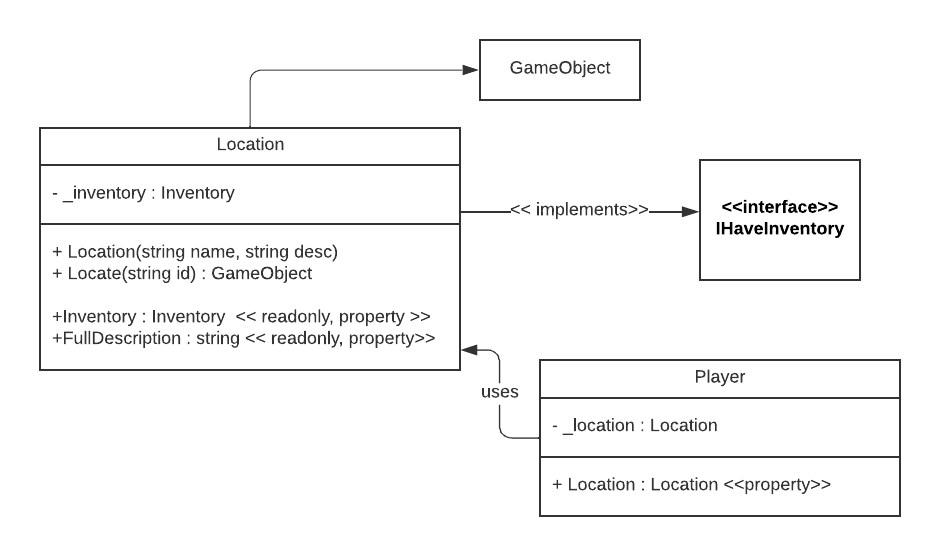 GameObject
Location
- _inventory : Inventory
<< implements>>
<<interface>>
IHaveInventory
+ Location(string name, string desc)
+ Locate(string id) : GameObject
+Inventory : Inventory << readonly, property >>
+FullDescription : string << readonly, property>>
uses
Player
- _location : Location
+ Location : Location <<property>>